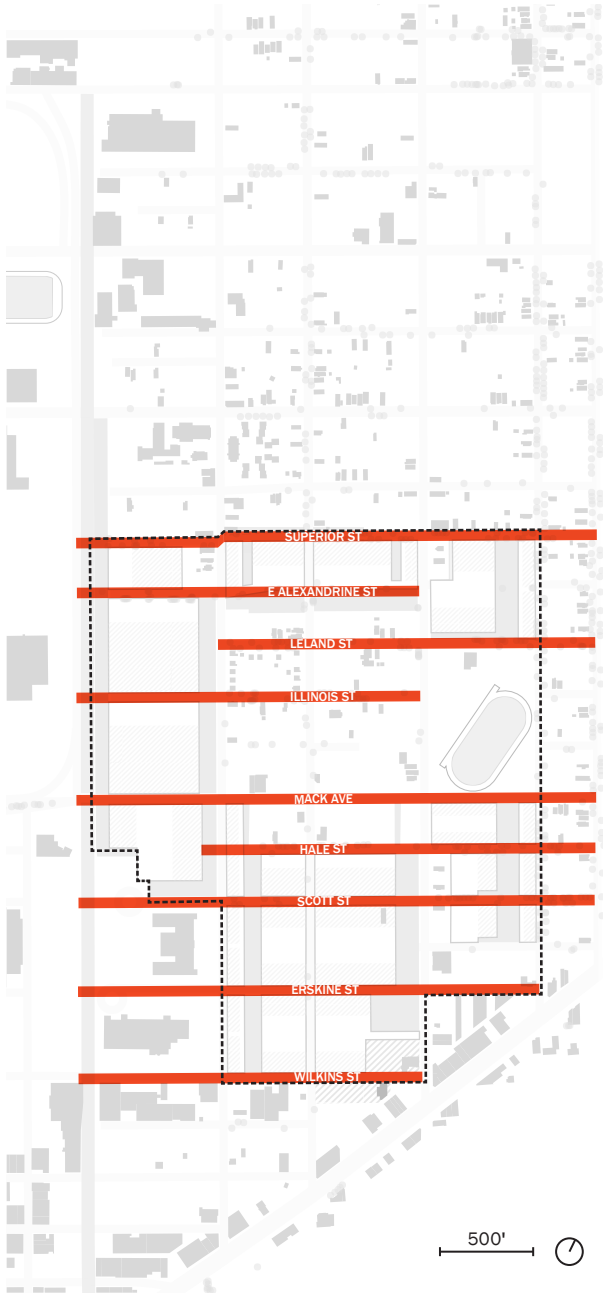 SUPERIOR ST
E ALEXANDRINE ST
LELAND ST
ILLINOIS ST
MACK AVE
HALE ST
SCOTT ST
ERSKINE ST
WILKINS ST
500'